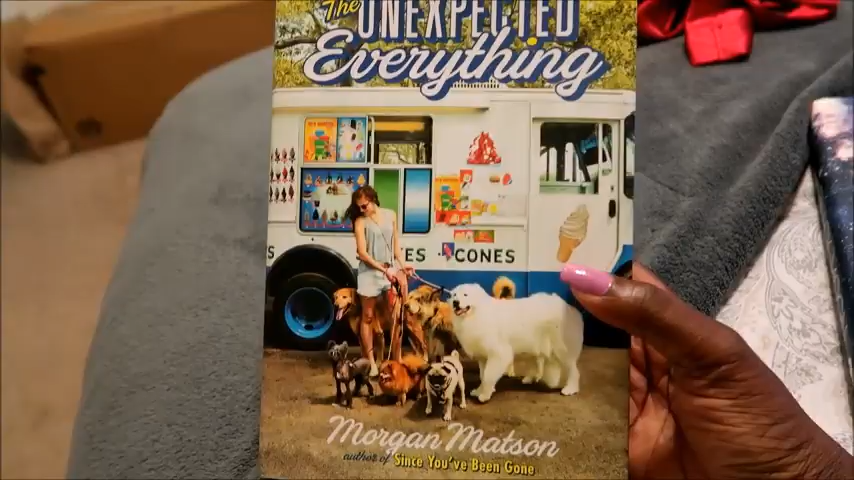 The
UNEXPECTED
Everything
ES
CONES
S
Morgan Matson
author of Since You've Been Gone